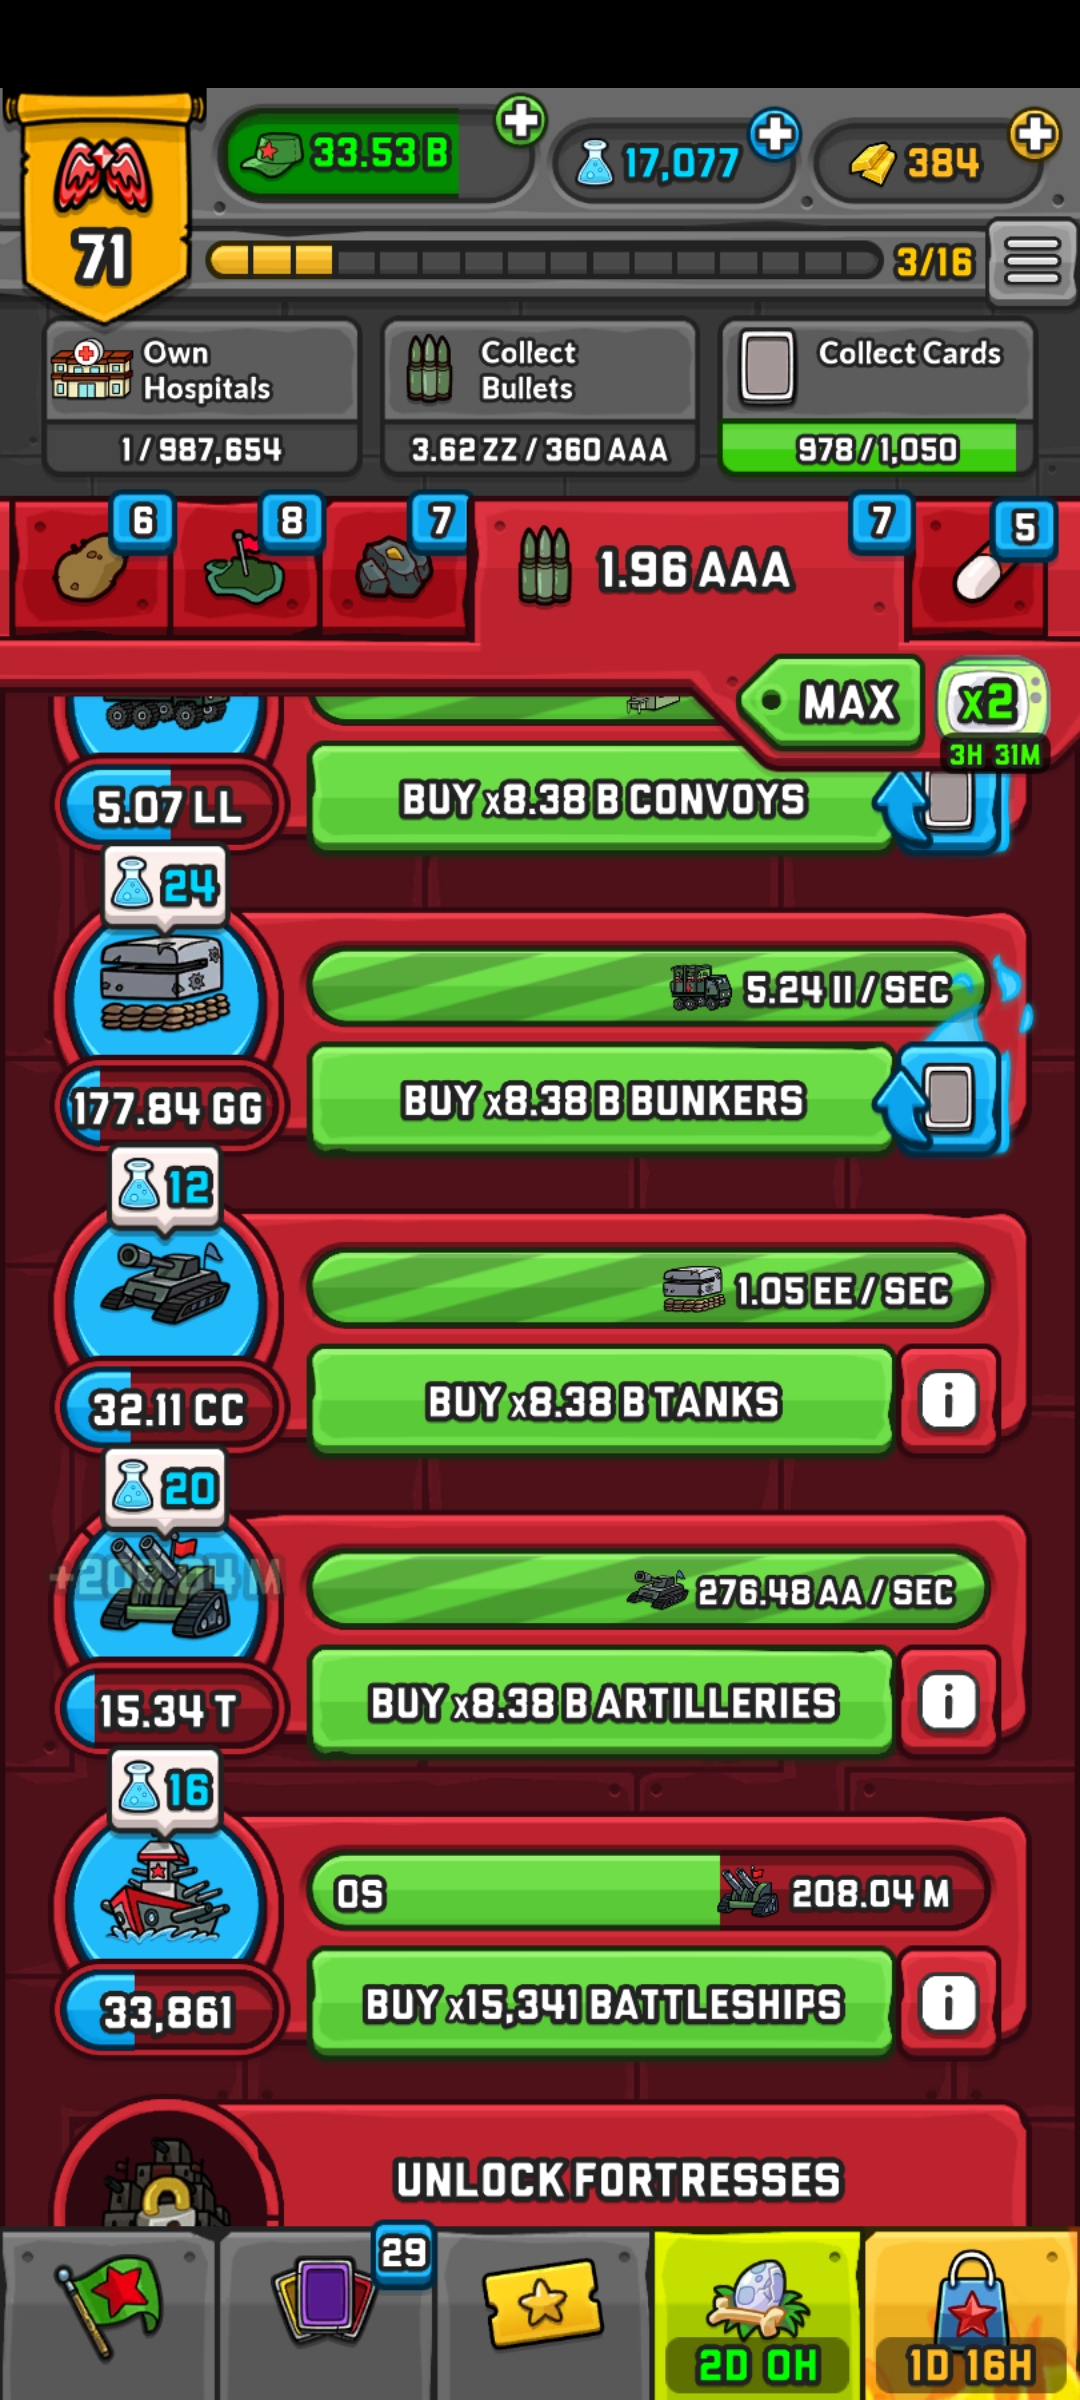 33.53 B
17,077
384
71
3/16
Own
Hospitals
1/987,654
Collect
Bullets
3.62 ZZ/360 AAA
Collect Cards
978/1,050
6
8
7
1.96 AAA
7
5
MAX
x2
3H 31M
5.07 LL
BUY x8.38 B CONVOYS
24
5.24 II/SEC
177.84 GG
BUY x8.38 B BUNKERS
12
1.05 EE/SEC
32.11 CC
BUY x8.38 B TANKS
20
+208.04 M
276.48 AA/SEC
15.34 T
BUY x8.38 B ARTILLERIES
16
0S
208.04 M
33,861
BUY x15,341 BATTLESHIPS
UNLOCK FORTRESSES
29
2D 0H
1D 16H